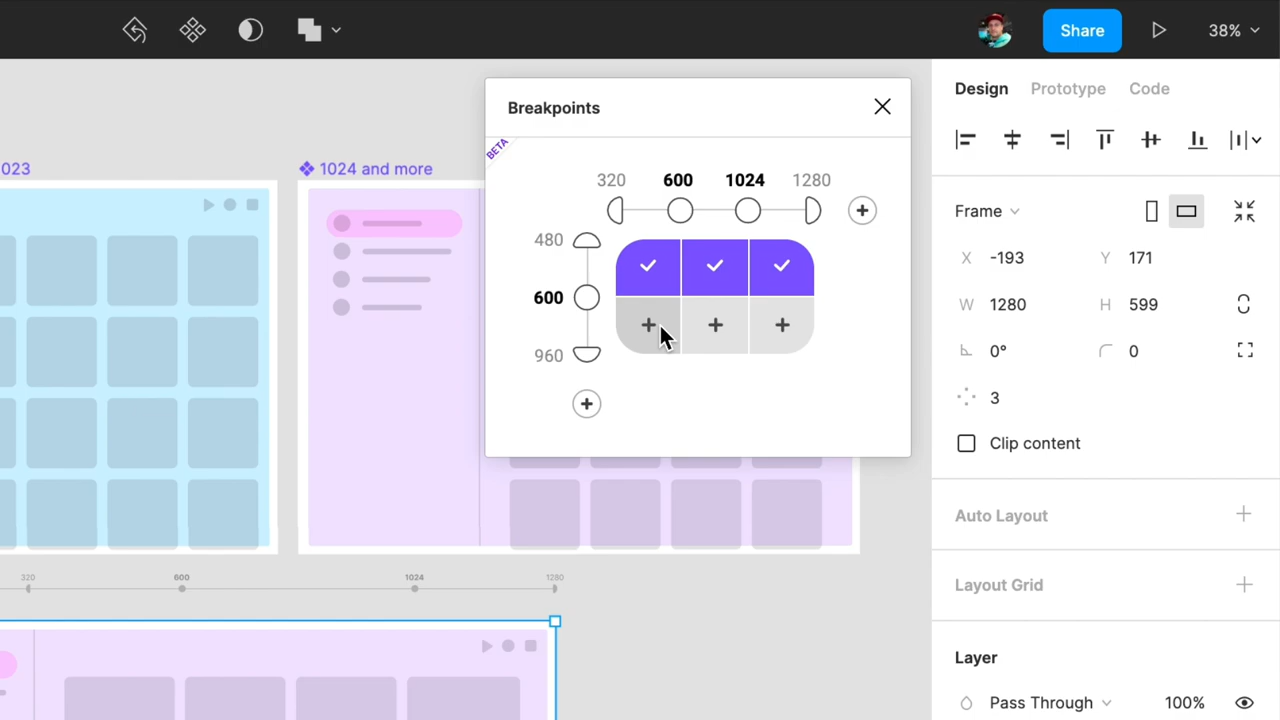 Share
38%
Breakpoints
BETA
320 600 1024 1280
480
600
960
023
1024 and more
320 600 1024 1280
Design Prototype Code
Frame
X -193 Y 171
W 1280 H 599
0° 0
3
Clip content
Auto Layout
Layout Grid
Layer
Pass Through 100%